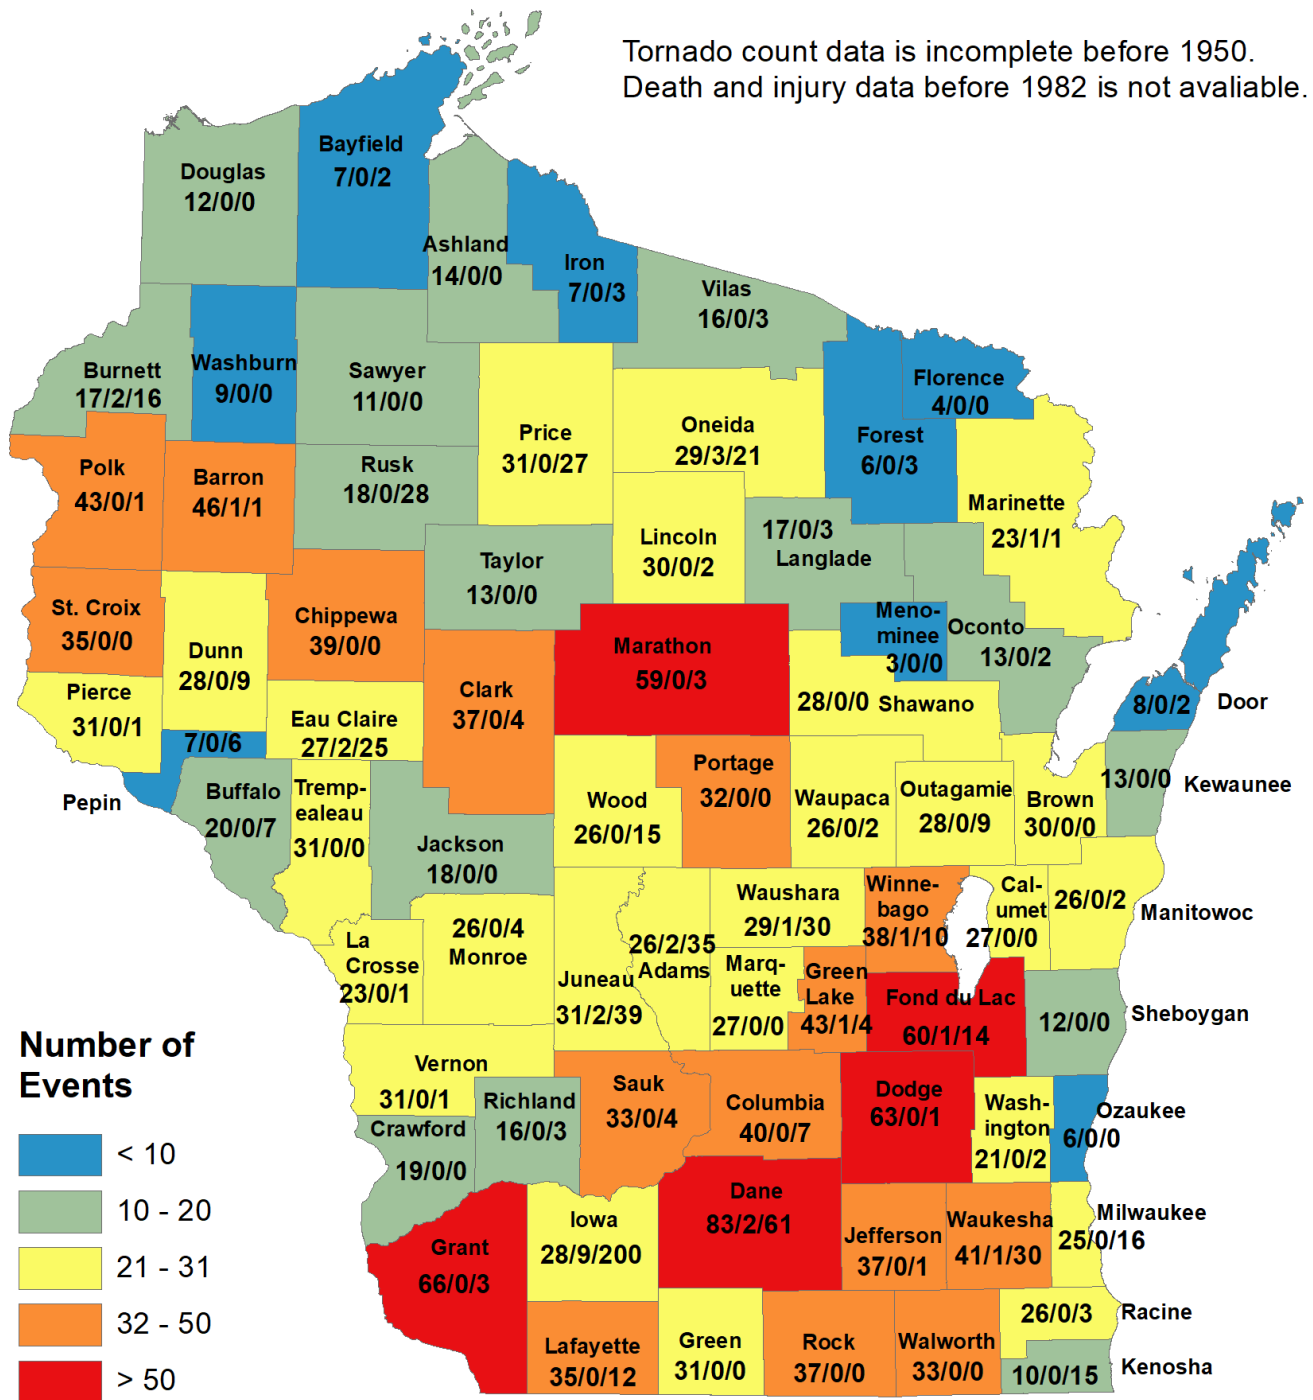 Tornado count data is incomplete before 1950.
Death and injury data before 1982 is not avaliable.
Bayfield
7/0/2
Douglas
12/0/0
Ashland
14/0/0
Iron
7/0/3
Vilas
16/0/3
Burnett
17/2/16
Washburn
9/0/0
Sawyer
11/0/0
Price
31/0/27
Oneida
29/3/21
Forest
6/0/3
Florence
4/0/0
Polk
43/0/1
Barron
46/1/1
Rusk
18/0/28
Marinette
23/1/1
Taylor
13/0/0
Lincoln
30/0/2
17/0/3
Langlade
St. Croix
35/0/0
Dunn
28/0/9
Chippewa
39/0/0
Clark
37/0/4
Marathon
59/0/3
Meno-
minee
3/0/0
Oconto
13/0/2
Pierce
31/0/1
Eau Claire
27/2/25
28/0/0 Shawano
8/0/2
Door
7/0/6
Pepin
Buffalo
20/0/7
Tremp-
ealeau
31/0/0
Jackson
18/0/0
Wood
26/0/15
Portage
32/0/0
Waupaca
26/0/2
Outagamie
28/0/9
Brown
30/0/0
13/0/0
Kewaunee
La
Crosse
23/0/1
26/0/4
Monroe
Juneau
31/2/39
26/2/35
Adams
Waushara
29/1/30
Winne-
bago
38/1/10
Cal-
umet
27/0/0
26/0/2
Manitowoc
Marq-
uette
27/0/0
Green
Lake
43/1/4
Fond du Lac
60/1/14
12/0/0
Sheboygan
Vernon
31/0/1
Crawford
19/0/0
Richland
16/0/3
Sauk
33/0/4
Columbia
40/0/7
Dodge
63/0/1
Wash-
ington
21/0/2
Ozaukee
6/0/0
Grant
66/0/3
Iowa
28/9/200
Dane
83/2/61
Jefferson
37/0/1
Waukesha
41/1/30
Milwaukee
25/0/16
Lafayette
35/0/12
Green
31/0/0
Rock
37/0/0
Walworth
33/0/0
26/0/3
Racine
10/0/15
Kenosha
Number of
Events
< 10
10 - 20
21 - 31
32 - 50
> 50